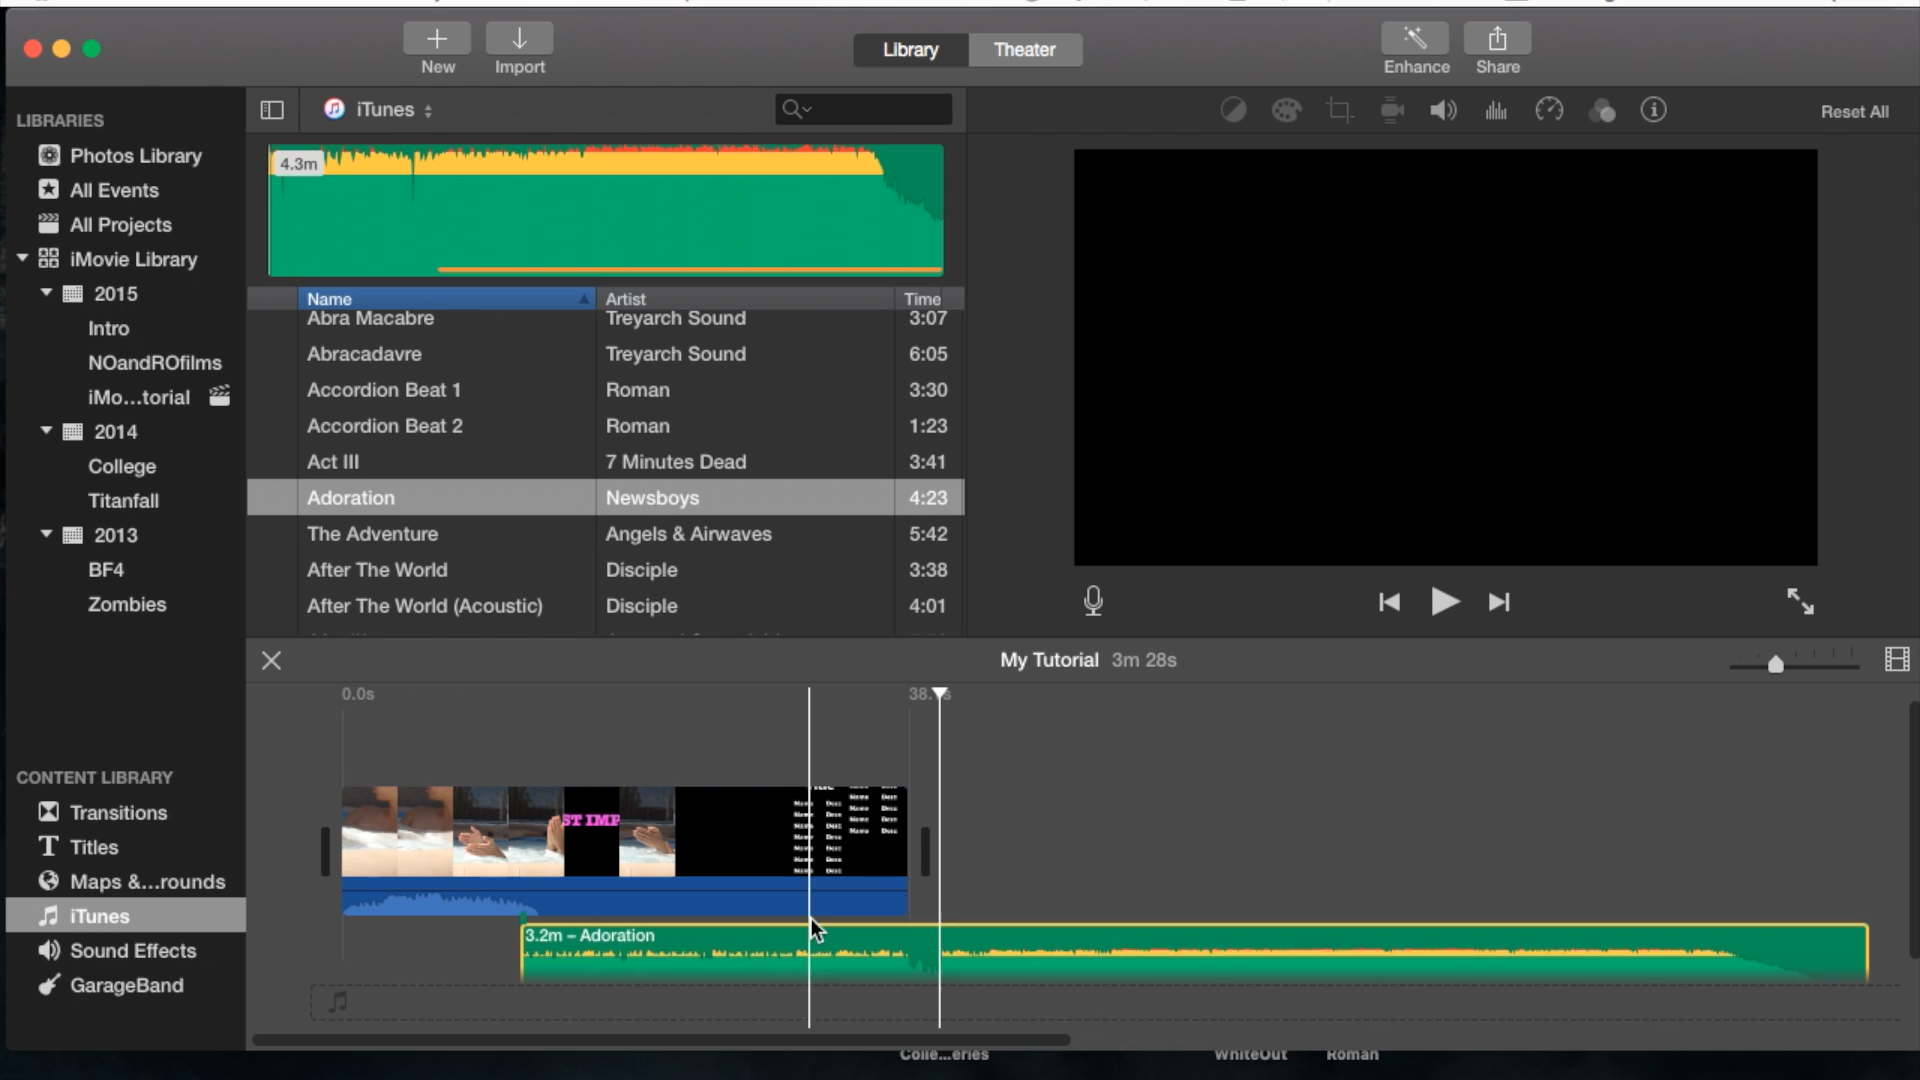 New
Import
Library
Theater
Enhance
Share
LIBRARIES
Photos Library
All Events
All Projects
iMovie Library
2015
Intro
NOandROfilms
iMo...torial
2014
College
Titanfall
2013
BF4
Zombies
CONTENT LIBRARY
Transitions
Titles
Maps &...rounds
iTunes
Sound Effects
GarageBand
iTunes
Reset All
4.3m
Name Artist Time
Abra Macabre Treyarch Sound 3:07
Abracadavre Treyarch Sound 6:05
Accordion Beat 1 Roman 3:30
Accordion Beat 2 Roman 1:23
Act III 7 Minutes Dead 3:41
Adoration Newsboys 4:23
The Adventure Angels & Airwaves 5:42
After The World Disciple 3:38
After The World (Acoustic) Disciple 4:01
My Tutorial 3m 28s
0.0s
ST IMP
3.2m – Adoration
Colle...eries
WhiteOut
Roman